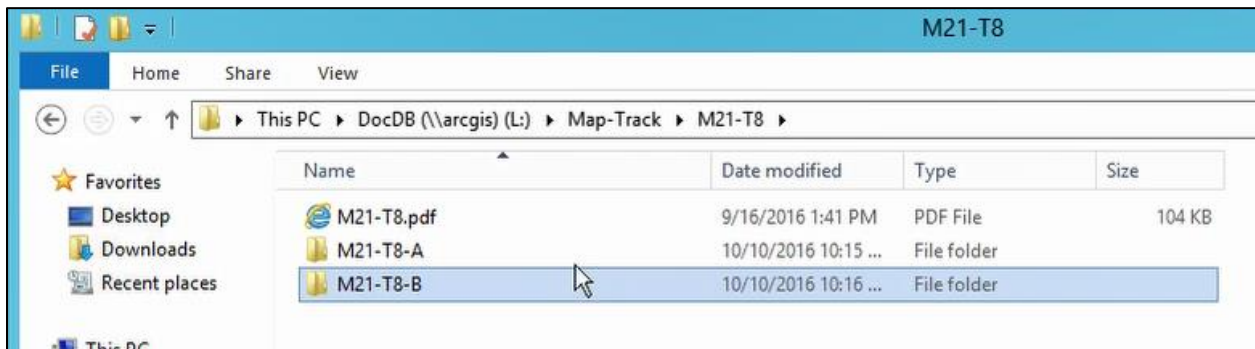 M21-T8
File Home Share View
This PC DocDB (\\arcgis) (L:) Map-Track M21-T8
Name Date modified Type Size
Favorites
Desktop
Downloads
Recent places
M21-T8.pdf 9/16/2016 1:41 PM PDF File 104 KB
M21-T8-A 10/10/2016 10:15 ... File folder
M21-T8-B 10/10/2016 10:16 ... File folder
This PC